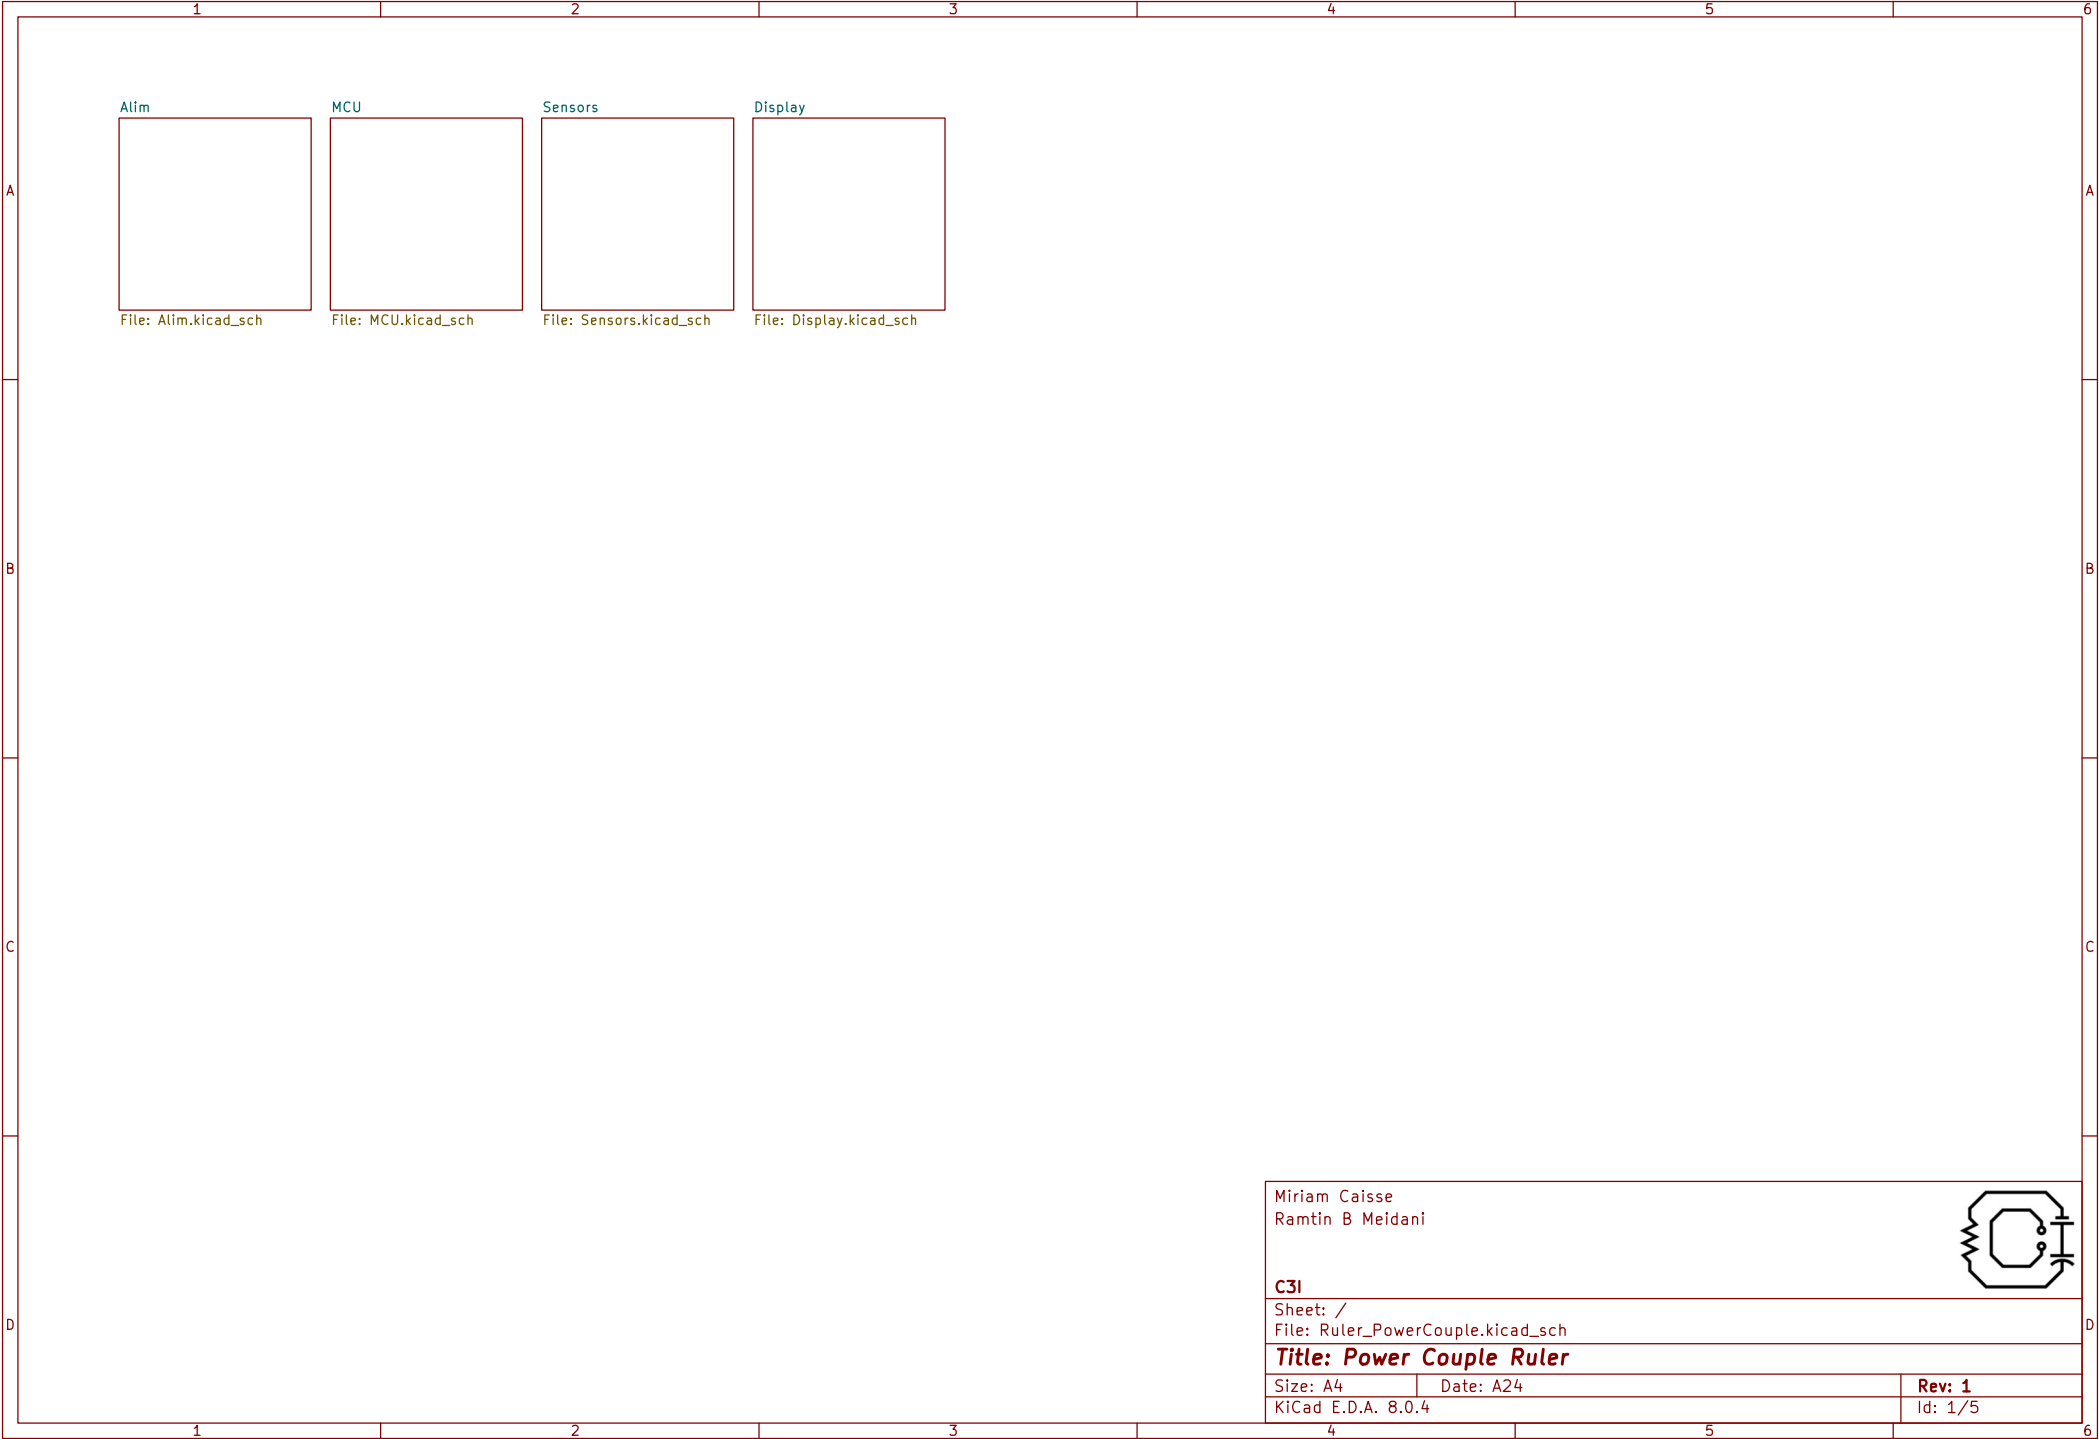 1 2 3 4 5 6
Alim MCU Sensors Display
A A
File: Alim.kicad_sch File: MCU.kicad_sch File: Sensors.kicad_sch File: Display.kicad_sch
B B
C C
Miriam Caisse
Ramtin B Meidani
C3I
Sheet: /
File: Ruler_PowerCouple.kicad_sch
D D
Title: Power Couple Ruler
Size: A4 Date: A24 Rev: 1
KiCad E.D.A. 8.0.4 Id: 1/5
1 2 3 4 5 6